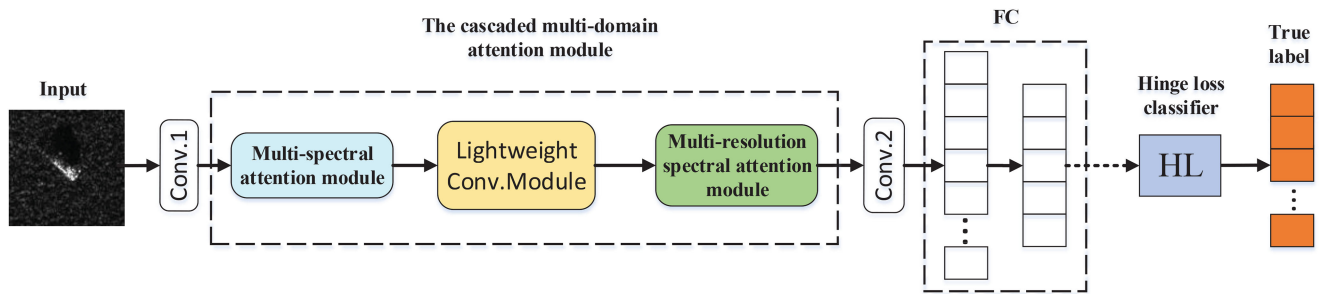 The cascaded multi-domain
attention module
FC
True
label
Input
Hinge loss
classifier
Conv.1
Multi-spectral
attention module
Lightweight
Conv.Module
Multi-resolution
spectral attention
module
Conv.2
HL